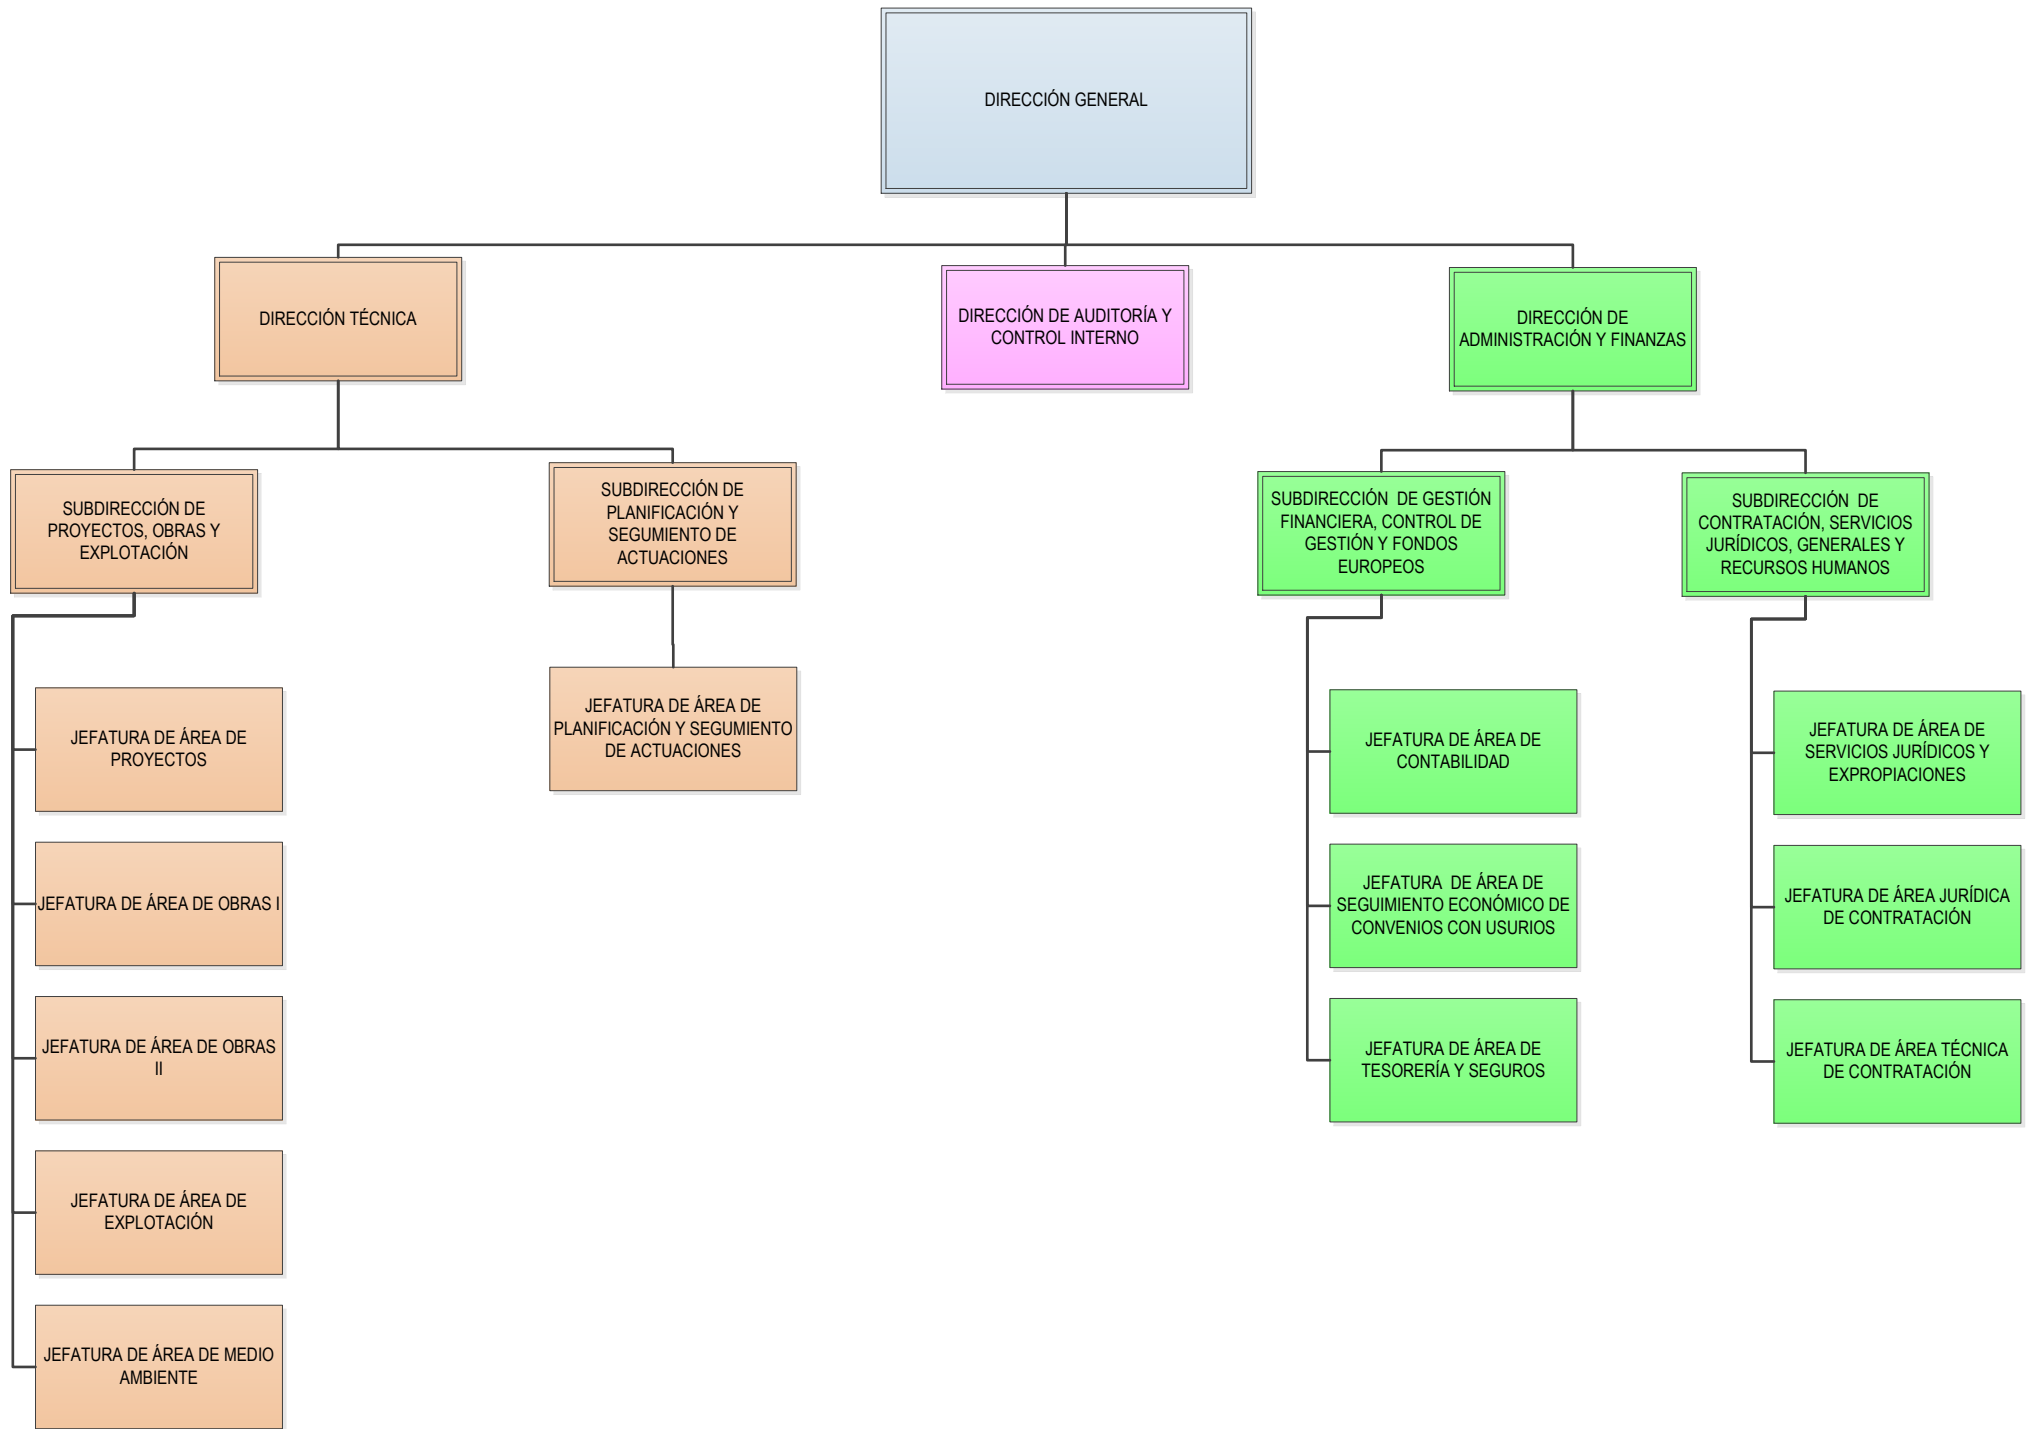 DIRECCIÓN GENERAL
DIRECCIÓN TÉCNICA
DIRECCIÓN DE AUDITORÍA Y
CONTROL INTERNO
DIRECCIÓN DE
ADMINISTRACIÓN Y FINANZAS
SUBDIRECCIÓN DE
PROYECTOS, OBRAS Y
EXPLOTACIÓN
SUBDIRECCIÓN DE
PLANIFICACIÓN Y
SEGUMIENTO DE
ACTUACIONES
SUBDIRECCIÓN  DE GESTIÓN
FINANCIERA, CONTROL DE
GESTIÓN Y FONDOS
EUROPEOS
SUBDIRECCIÓN  DE
CONTRATACIÓN, SERVICIOS
JURÍDICOS, GENERALES Y
RECURSOS HUMANOS
JEFATURA DE ÁREA DE
PROYECTOS
JEFATURA DE ÁREA DE OBRAS I
JEFATURA DE ÁREA DE OBRAS
II
JEFATURA DE ÁREA DE
EXPLOTACIÓN
JEFATURA DE ÁREA DE MEDIO
AMBIENTE
JEFATURA DE ÁREA DE
PLANIFICACIÓN Y SEGUMIENTO
DE ACTUACIONES
JEFATURA DE ÁREA DE
CONTABILIDAD
JEFATURA  DE ÁREA DE
SEGUIMIENTO ECONÓMICO DE
CONVENIOS CON USURIOS
JEFATURA DE ÁREA DE
TESORERÍA Y SEGUROS
JEFATURA DE ÁREA DE
SERVICIOS JURÍDICOS Y
EXPROPIACIONES
JEFATURA DE ÁREA JURÍDICA
DE CONTRATACIÓN
JEFATURA DE ÁREA TÉCNICA
DE CONTRATACIÓN